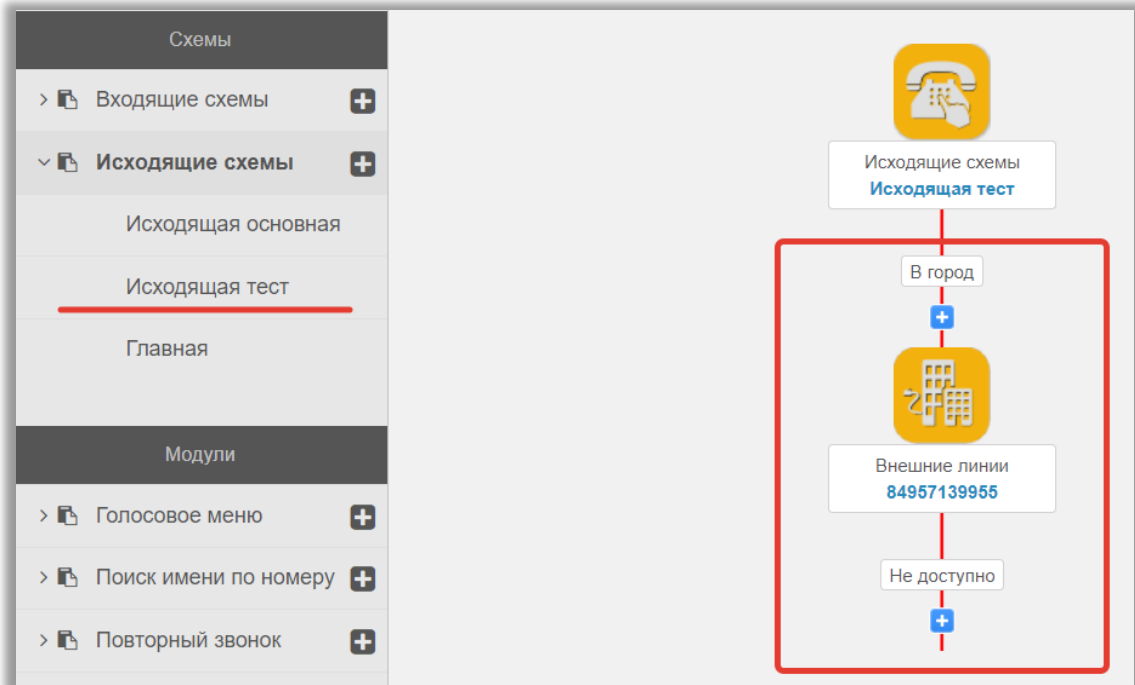 Схемы
Входящие схемы
Исходящие схемы
Исходящая основная
Исходящая тест
Главная
Модули
Голосовое меню
Поиск имени по номеру
Повторный звонок
Исходящие схемы
Исходящая тест
В город
Внешние линии
84957139955
Не доступно